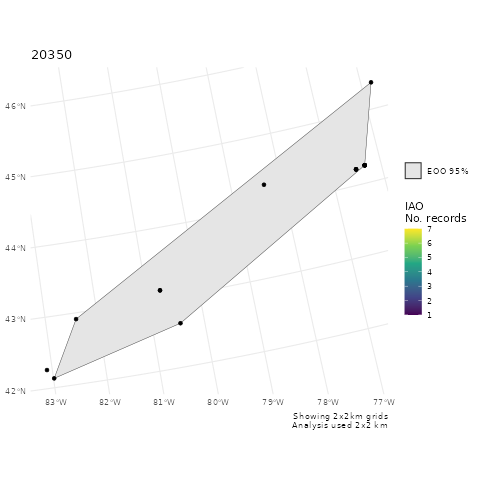 20350
46°N
45°N
44°N
43°N
42°N
83°W
82°W
81°W
80°W
79°W
78°W
77°W
EOO 95%
IAO
No. records
7
6
5
4
3
2
1
Showing 2x2km grids
Analysis used 2x2 km